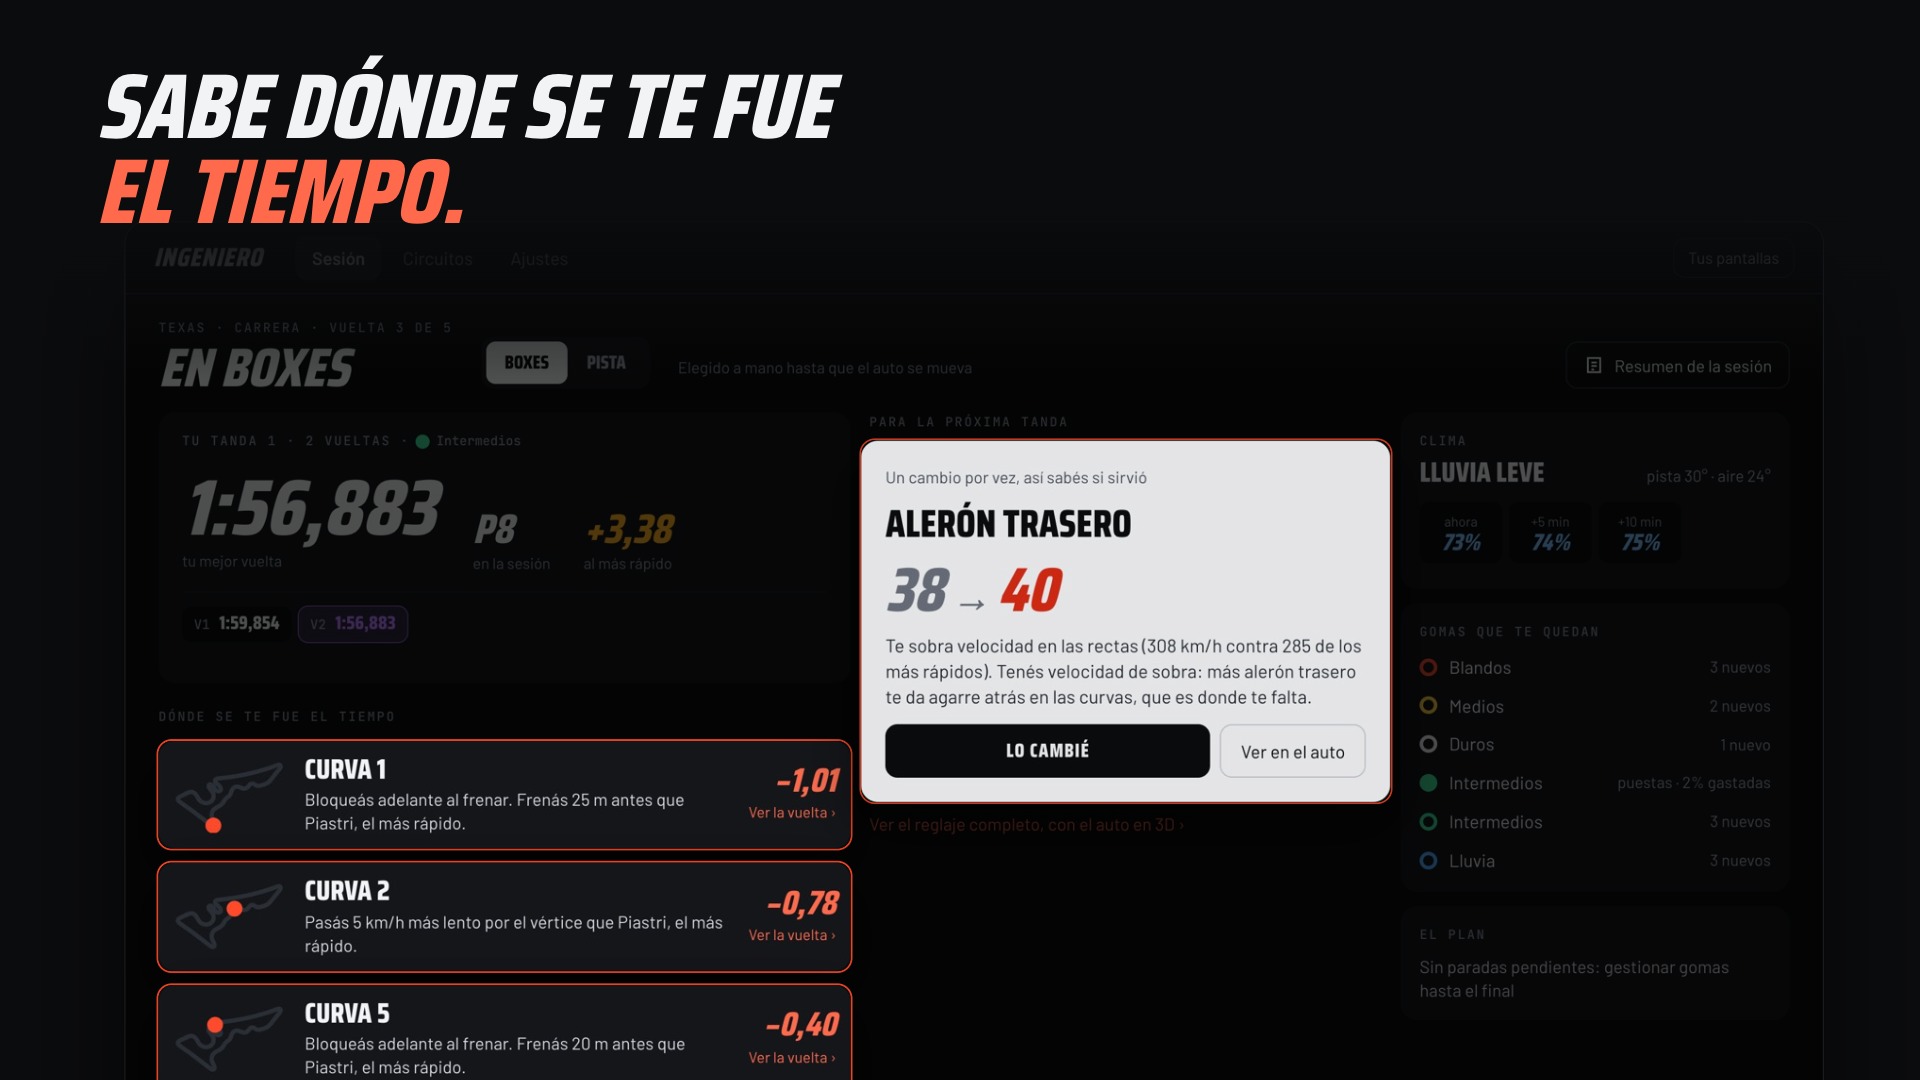 SABE DÓNDE SE TE FUE
EL TIEMPO.
INGENIERO
Sesión
Circuitos
Ajustes
Tus pantallas
TEXAS · CARRERA · VUELTA 3 DE 5
EN BOXES
BOXES
PISTA
Elegido a mano hasta que el auto se mueva
Resumen de la sesión
TU TANDA 1 · 2 VUELTAS · Intermedios
1:56,883
tu mejor vuelta
P8
en la sesión
+3,38
al más rápido
V1 1:59,854
V2 1:56,883
DÓNDE SE TE FUE EL TIEMPO
CURVA 1
Bloqueás adelante al frenar. Frenás 25 m antes que
Piastri, el más rápido.
−1,01
Ver la vuelta ›
CURVA 2
Pasás 5 km/h más lento por el vértice que Piastri, el más
rápido.
−0,78
Ver la vuelta ›
CURVA 5
Bloqueás adelante al frenar. Frenás 20 m antes que
Piastri, el más rápido.
−0,40
Ver la vuelta ›
PARA LA PRÓXIMA TANDA
Un cambio por vez, así sabés si sirvió
ALERÓN TRASERO
38 → 40
Te sobra velocidad en las rectas (308 km/h contra 285 de los
más rápidos). Tenés velocidad de sobra: más alerón trasero
te da agarre atrás en las curvas, que es donde te falta.
LO CAMBIÉ
Ver en el auto
Ver el reglaje completo, con el auto en 3D ›
CLIMA
LLUVIA LEVE
pista 30° · aire 24°
ahora
73%
+5 min
74%
+10 min
75%
GOMAS QUE TE QUEDAN
Blandos 3 nuevos
Medios 2 nuevos
Duros 1 nuevo
Intermedios puestas · 2% gastadas
Intermedios 3 nuevos
Lluvia 3 nuevos
EL PLAN
Sin paradas pendientes: gestionar gomas
hasta el final